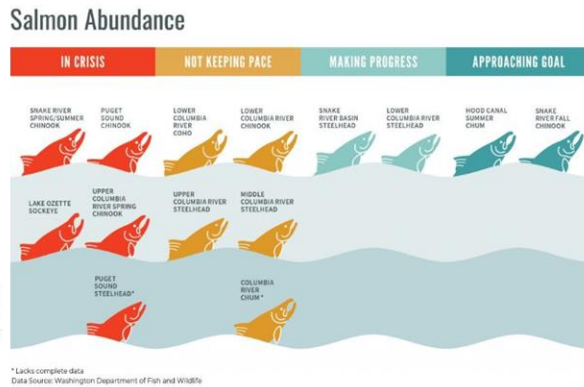 Salmon Abundance
IN CRISIS
NOT KEEPING PACE
MAKING PROGRESS
APPROACHING GOAL
SNAKE RIVER
SPRING/SUMMER
CHINOOK
PUGET
SOUND
CHINOOK
LOWER
COLUMBIA
RIVER
COHO
LOWER
COLUMBIA RIVER
CHINOOK
SNAKE
RIVER BASIN
STEELHEAD
LOWER
COLUMBIA RIVER
STEELHEAD
HOOD CANAL
SUMMER
CHUM
SNAKE
RIVER FALL
CHINOOK
LAKE OZETTE
SOCKEYE
UPPER
COLUMBIA
RIVER SPRING
CHINOOK
UPPER
COLUMBIA RIVER
STEELHEAD
MIDDLE
COLUMBIA RIVER
STEELHEAD
PUGET
SOUND
STEELHEAD*
COLUMBIA
RIVER
CHUM*
* Lacks complete data
Data Source: Washington Department of Fish and Wildlife